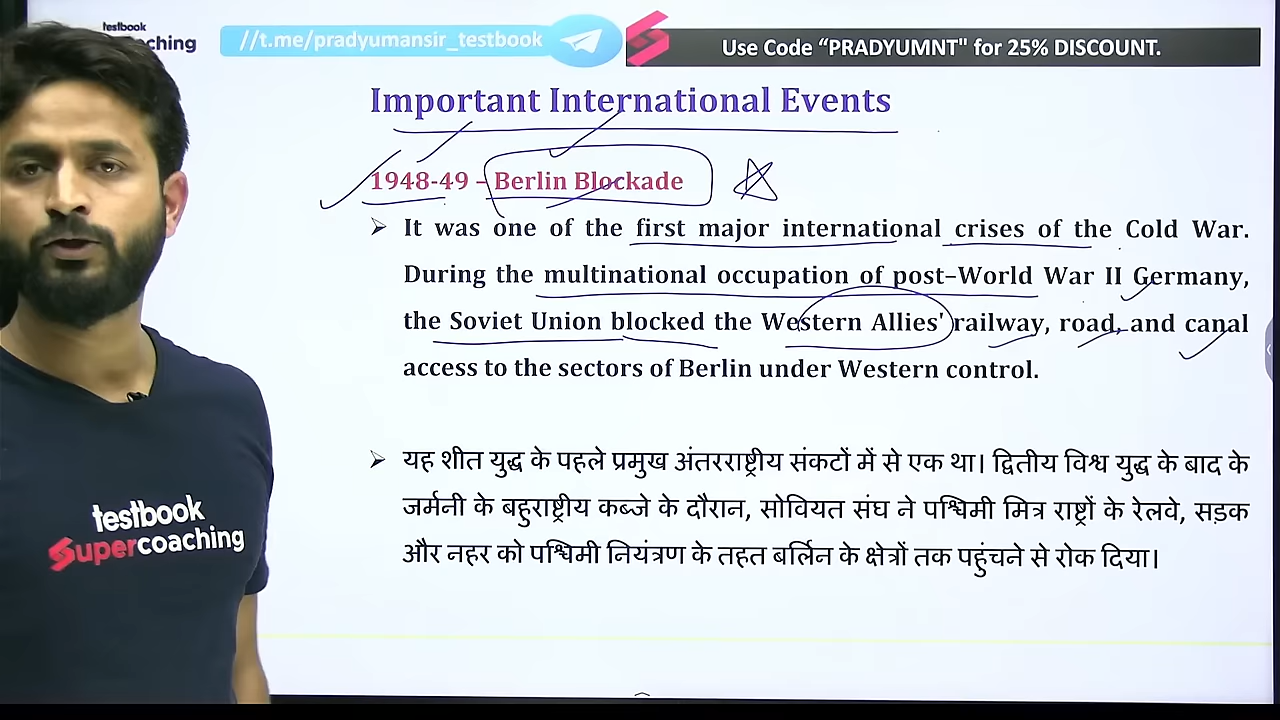 testbook
coaching
//t.me/pradyumansir_testbook
Use Code “PRADYUMNT" for 25% DISCOUNT.
Important International Events
1948-49 – Berlin Blockade
It was one of the first major international crises of the Cold War.
During the multinational occupation of post–World War II Germany,
the Soviet Union blocked the Western Allies' railway, road, and canal
access to the sectors of Berlin under Western control.
यह शीत युद्ध के पहले प्रमुख अंतरराष्ट्रीय संकटों में से एक था। द्वितीय विश्व युद्ध के बाद के
जर्मनी के बहुराष्ट्रीय कब्जे के दौरान, सोवियत संघ ने पश्चिमी मित्र राष्ट्रों के रेलवे, सड़क
और नहर को पश्चिमी नियंत्रण के तहत बर्लिन के क्षेत्रों तक पहुंचने से रोक दिया।
testbook
Supercoaching